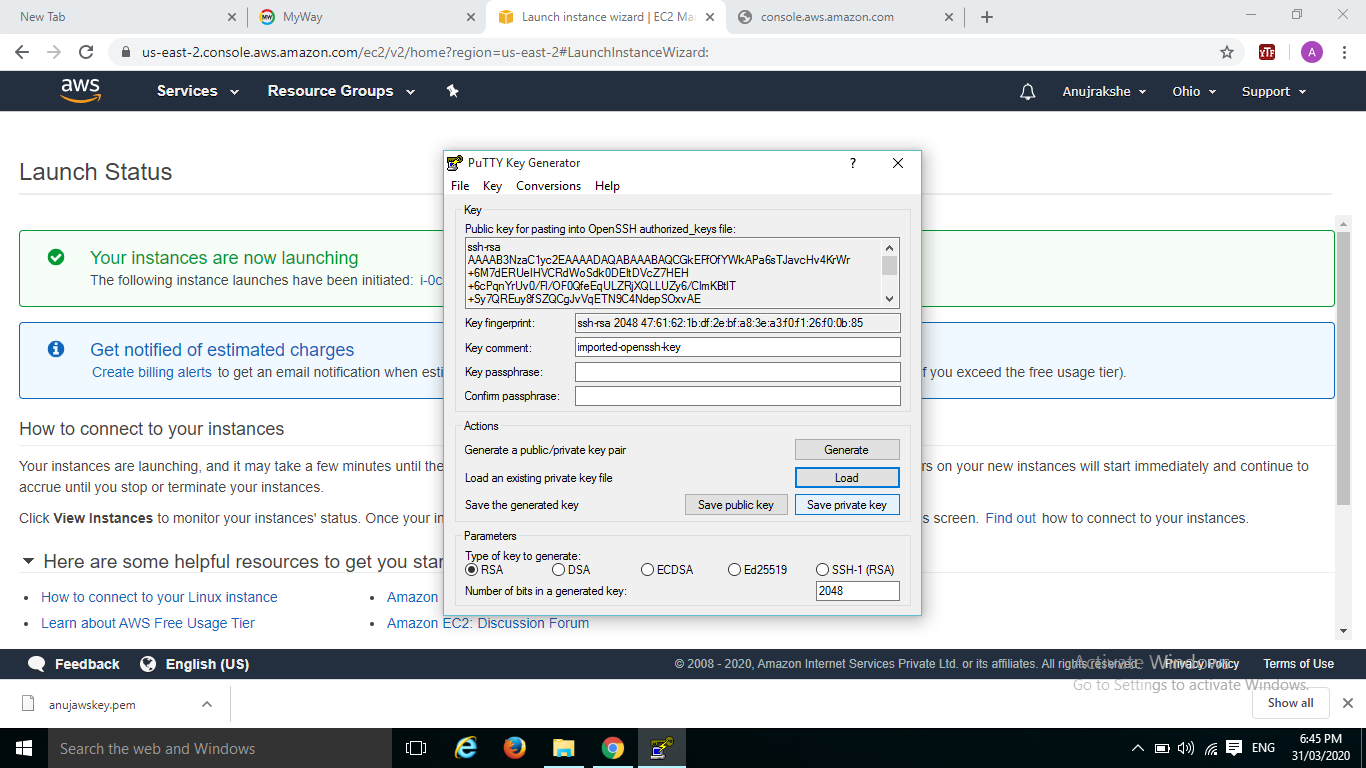 New Tab
MyWay
Launch instance wizard | EC2 Ma
console.aws.amazon.com
us-east-2.console.aws.amazon.com/ec2/v2/home?region=us-east-2#LaunchInstanceWizard:
YTF
A
aws
Services
Resource Groups
Anujrakshe
Ohio
Support
Launch Status
Your instances are now launching
The following instance launches have been initiated: i-0c
Get notified of estimated charges
Create billing alerts to get an email notification when esti
f you exceed the free usage tier).
How to connect to your instances
Your instances are launching, and it may take a few minutes until the
rs on your new instances will start immediately and continue to
accrue until you stop or terminate your instances.
Click View Instances to monitor your instances' status. Once your in
s screen. Find out how to connect to your instances.
Here are some helpful resources to get you star
How to connect to your Linux instance
Amazon
Learn about AWS Free Usage Tier
Amazon EC2: Discussion Forum
PuTTY Key Generator
?
File Key Conversions Help
Key
Public key for pasting into OpenSSH authorized_keys file:
ssh-rsa
AAAAB3NzaC1yc2EAAAADAQABAAABAQCGkEFfOfYWkAPa6sTJavcHv4KrWr
+6M7dERUeIHVCRdWoSdk0DEltDVcZ7HEH
+6cPqnYrUv0/Fl/OF0QfeEqULZRjXQLLUZy6/ClmKBtIT
+Sy7QREuy8fSZQCgJvVqETN9C4NdepSOxvAE
Key fingerprint:
ssh-rsa 2048 47:61:62:1b:df:2e:bf:a8:3e:a3:f0:f1:26:f0:0b:85
Key comment:
imported-openssh-key
Key passphrase:
Confirm passphrase:
Actions
Generate a public/private key pair
Generate
Load an existing private key file
Load
Save the generated key
Save public key
Save private key
Parameters
Type of key to generate:
RSA DSA ECDSA Ed25519 SSH-1 (RSA)
Number of bits in a generated key:
2048
Feedback
English (US)
© 2008 - 2020, Amazon Internet Services Private Ltd. or its affiliates. All rights reserved.
Privacy Policy
Terms of Use
Activate Windows
Go to Settings to activate Windows.
anujawskey.pem
Show all
Search the web and Windows
ENG
6:45 PM
31/03/2020